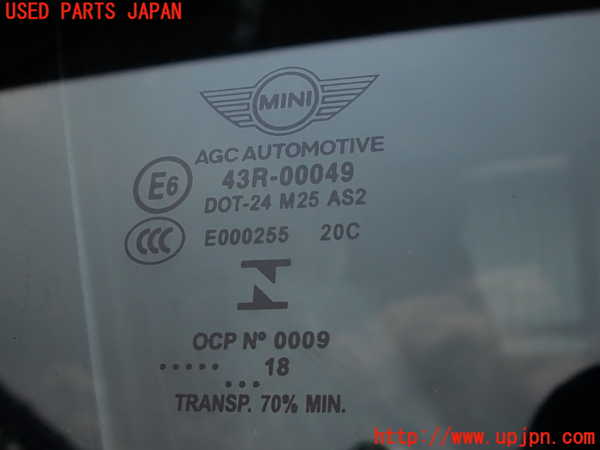 USED PARTS JAPAN
MINI
AGC AUTOMOTIVE
E6 43R-00049
DOT-24 M25 AS2
CCC E000255 20C
OCP Nº 0009
..... 18
...
TRANSP. 70% MIN.
http://www.upjpn.com/